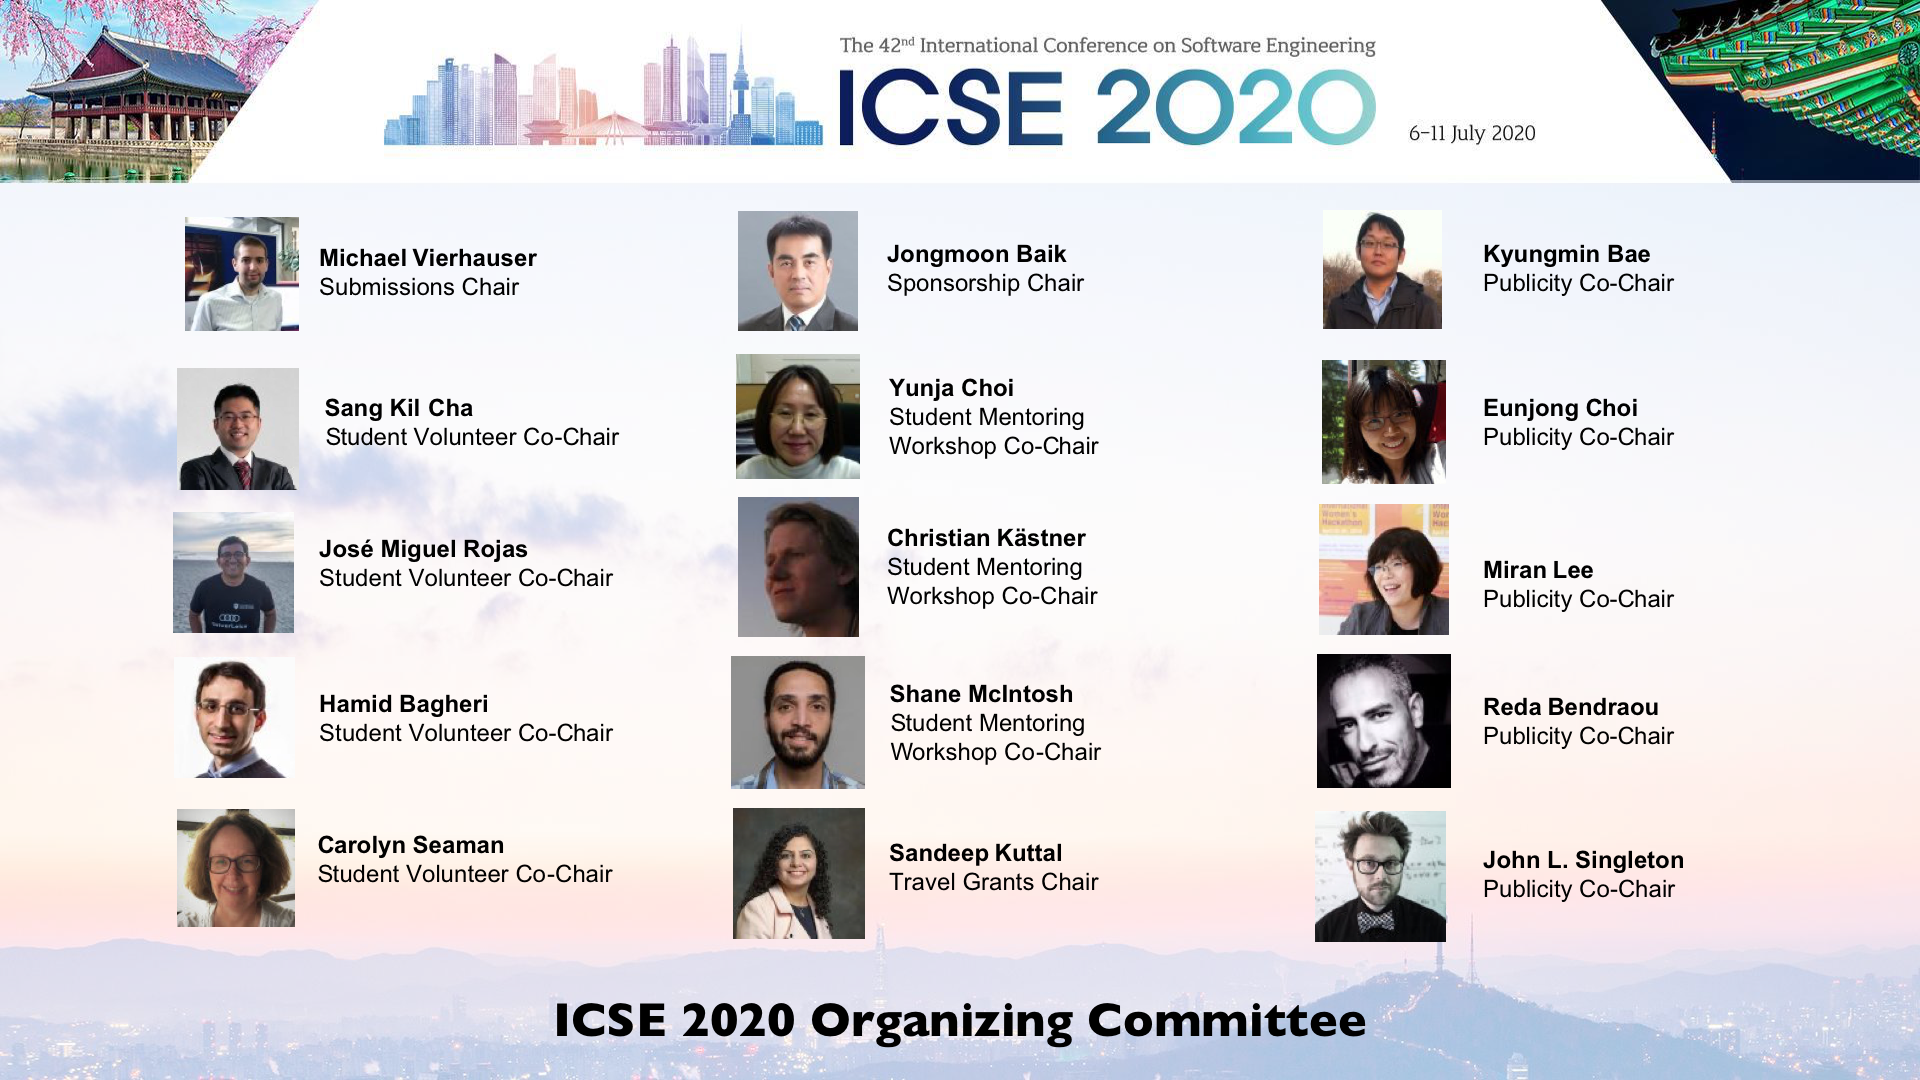 The 42nd International Conference on Software Engineering
ICSE 2020
6-11 July 2020
Michael Vierhauser
Submissions Chair
Sang Kil Cha
Student Volunteer Co-Chair
José Miguel Rojas
Student Volunteer Co-Chair
Hamid Bagheri
Student Volunteer Co-Chair
Carolyn Seaman
Student Volunteer Co-Chair
Jongmoon Baik
Sponsorship Chair
Yunja Choi
Student Mentoring
Workshop Co-Chair
Christian Kästner
Student Mentoring
Workshop Co-Chair
Shane McIntosh
Student Mentoring
Workshop Co-Chair
Sandeep Kuttal
Travel Grants Chair
Kyungmin Bae
Publicity Co-Chair
Eunjong Choi
Publicity Co-Chair
International
Women's
Hackathon
Miran Lee
Publicity Co-Chair
Reda Bendraou
Publicity Co-Chair
John L. Singleton
Publicity Co-Chair
ICSE 2020 Organizing Committee